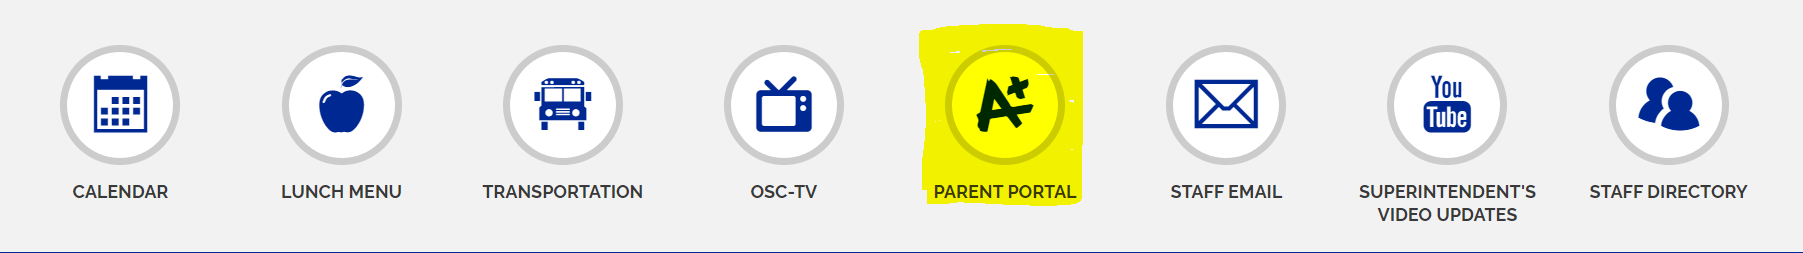 A+
You
Tube
CALENDAR
LUNCH MENU
TRANSPORTATION
OSC-TV
PARENT PORTAL
STAFF EMAIL
SUPERINTENDENT'S
VIDEO UPDATES
STAFF DIRECTORY